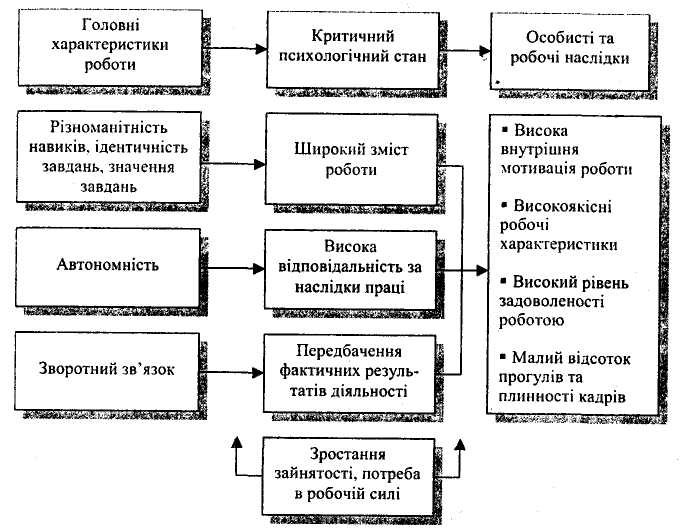 Головні
характеристики
роботи
Критичний
психологічний стан
Особисті та
робочі наслідки
Різноманітність
навиків, ідентичність
завдань, значення
завдань
Широкий зміст
роботи
Автономність
Висока
відповідальність за
наслідки праці
Зворотний зв’язок
Передбачення
фактичних резуль-
татів діяльності
▪ Висока
внутрішня
мотивація роботи
▪ Високоякісні
робочі
характеристики
▪ Високий рівень
задоволеності
роботою
▪ Малий відсоток
прогулів та
плинності кадрів
Зростання
зайнятості, потреба
в робочій силі